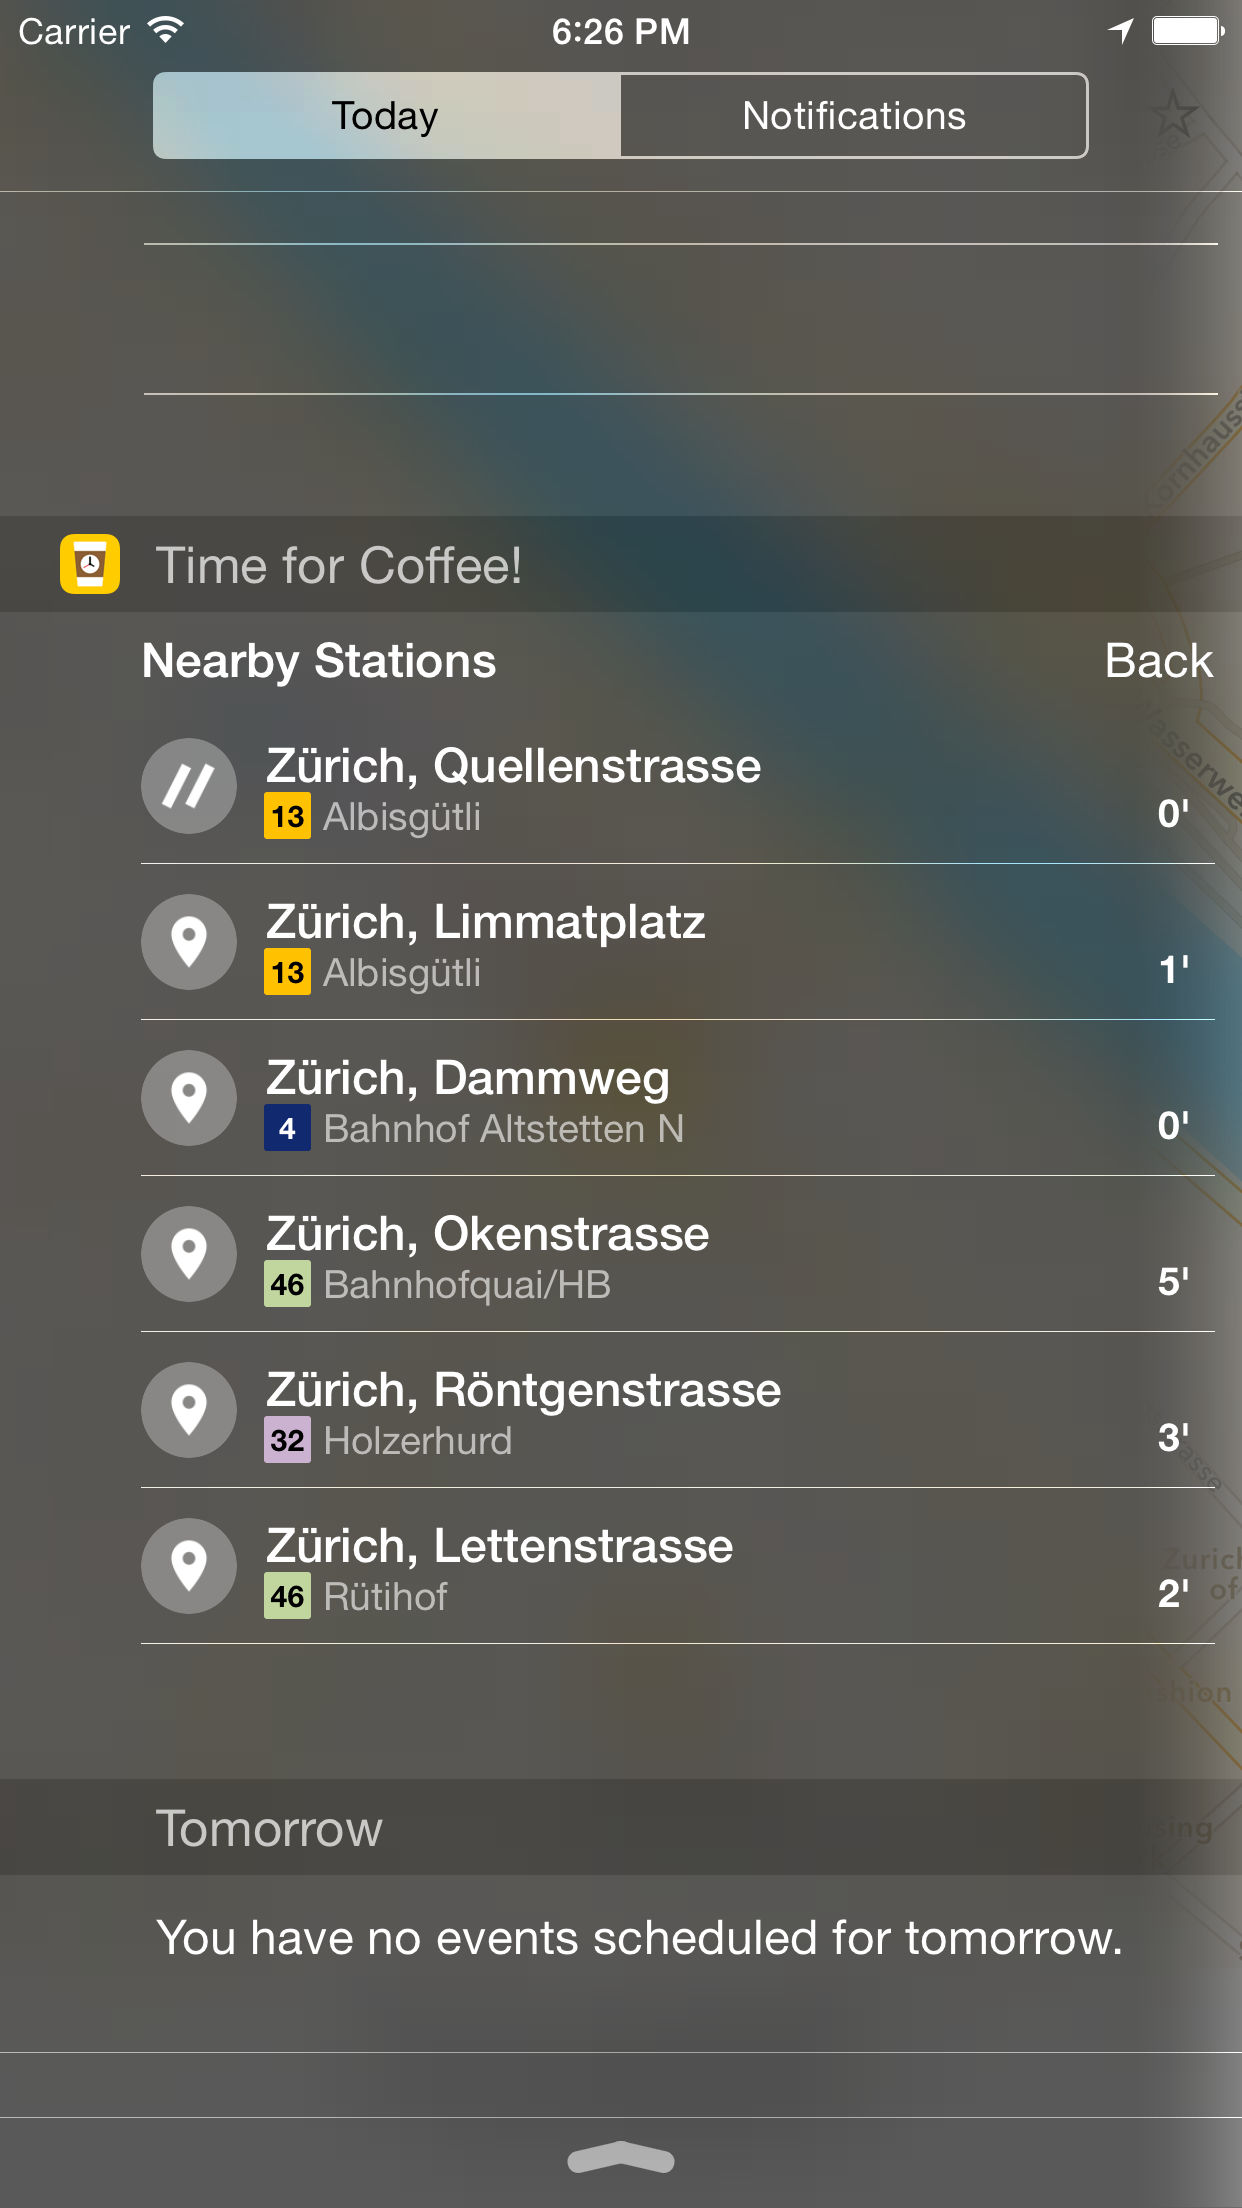 Carrier 6:26 PM
Today Notifications
Time for Coffee!
Nearby Stations Back
Zürich, Quellenstrasse
13 Albisgütli 0'
Zürich, Limmatplatz
13 Albisgütli 1'
Zürich, Dammweg
4 Bahnhof Altstetten N 0'
Zürich, Okenstrasse
46 Bahnhofquai/HB 5'
Zürich, Röntgenstrasse
32 Holzerhurd 3'
Zürich, Lettenstrasse
46 Rütihof 2'
Tomorrow
You have no events scheduled for tomorrow.